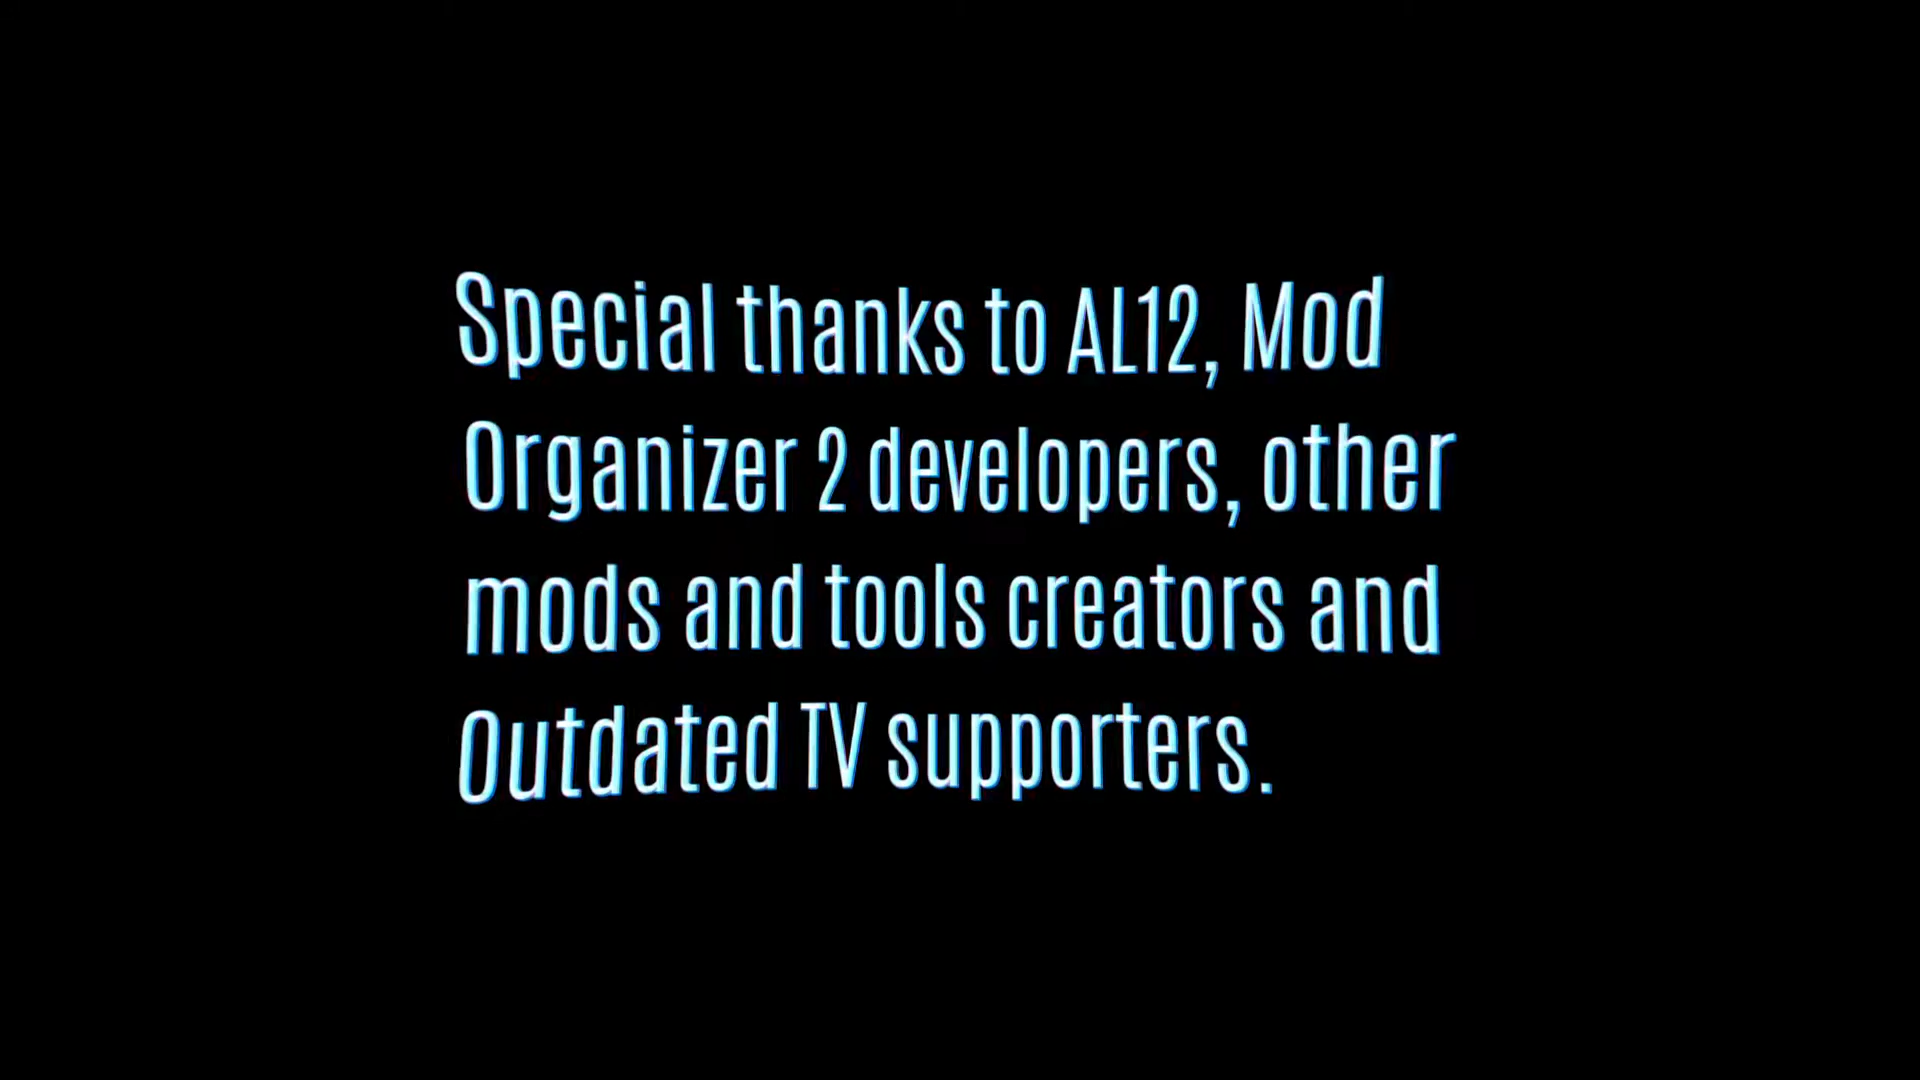 Special thanks to AL12, Mod
Organizer 2 developers, other
mods and tools creators and
Outdated TV supporters.